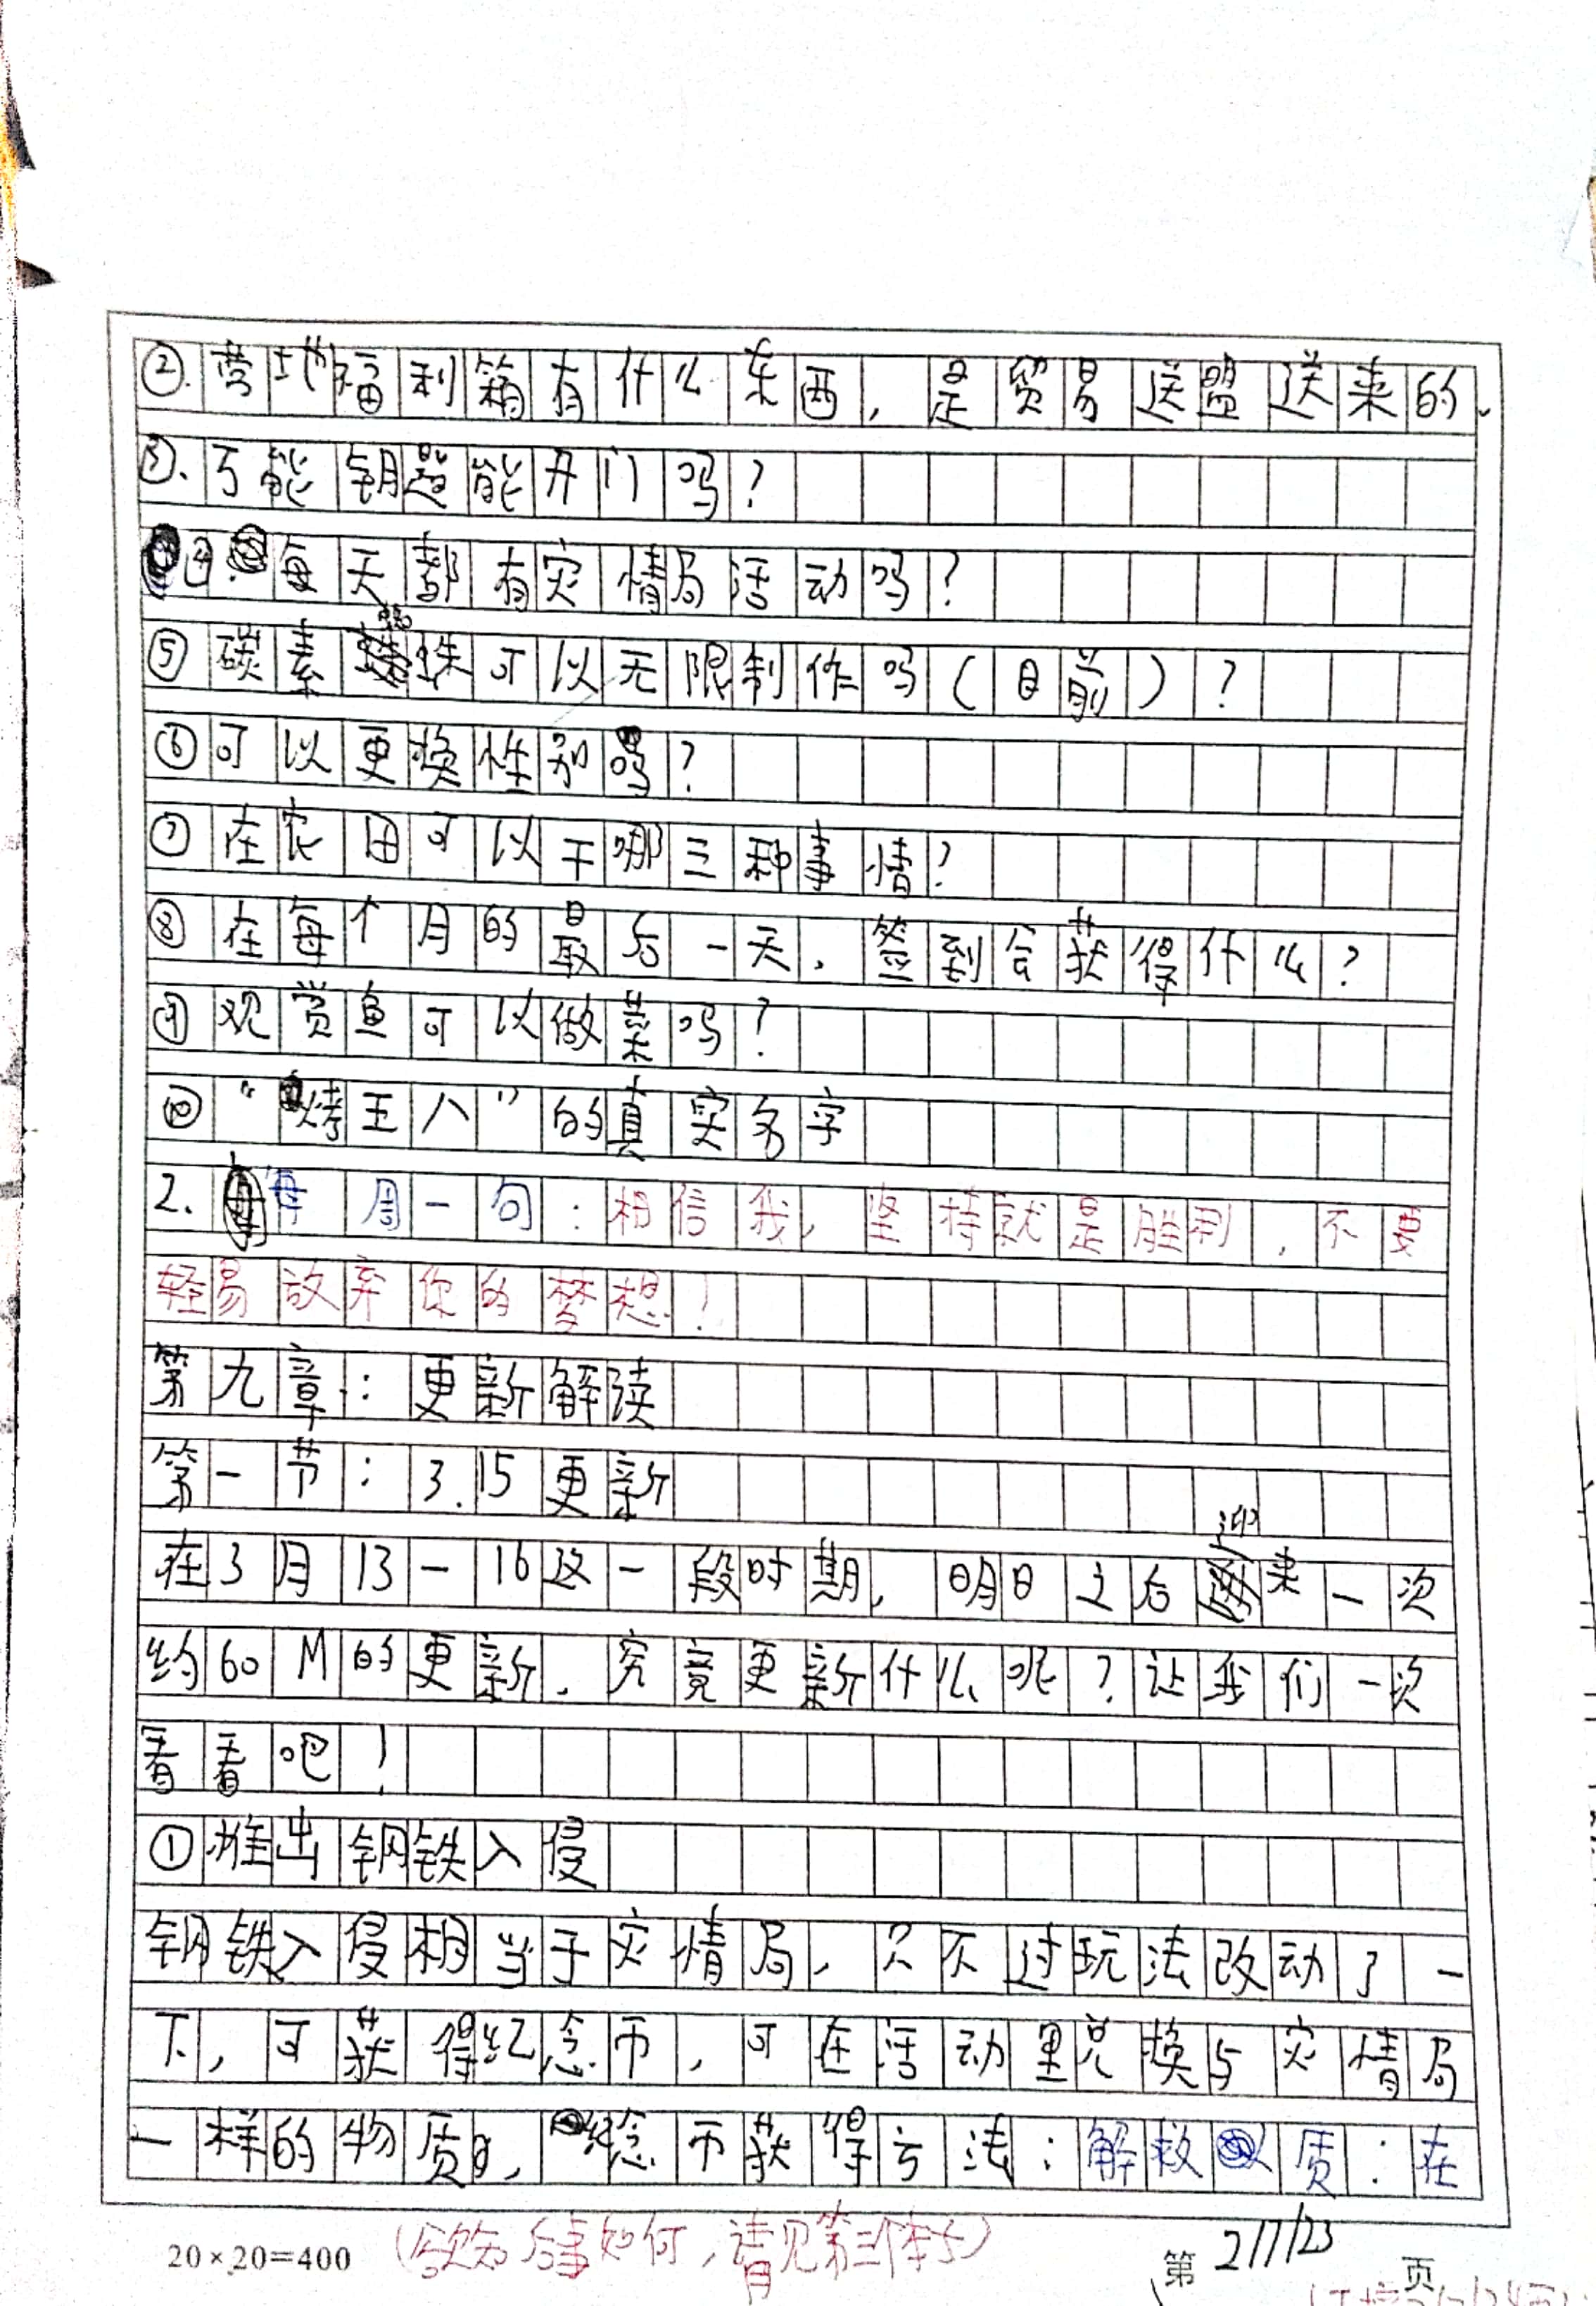 ②.营地福利箱有什么东西，是贸易送盟送来的.
③.万能钥匙能开门吗？
④.每天都有灾情局活动吗？
⑤碳素蛛可以无限制作吗(目前)？
⑥可以更换性别吗？
⑦在农田可以干哪三种事情？
⑧在每个月的最后一天，签到会获得什么？
⑨观赏鱼可以做菜吗？
⑩“烤王八”的真实名字
2.每周一句：相信我，坚持就是胜利，不要
轻易放弃你的梦想！
第九章：更新解读
第一节：3.15更新
在3月13－16这一段时期，明日之后迎来一次
约60M的更新．究竟更新什么呢？让我们一次
看看吧！
①推出钢铁入侵
钢铁入侵相当于灾情局，只不过玩法改动了一
下，可获得纪念币，可在活动里兑换与灾情局
一样的物质，纪念币获得方法：解救人质：在
(欲知后事如何，请见第三个本子)
20×20=400
第 2/7/23 页